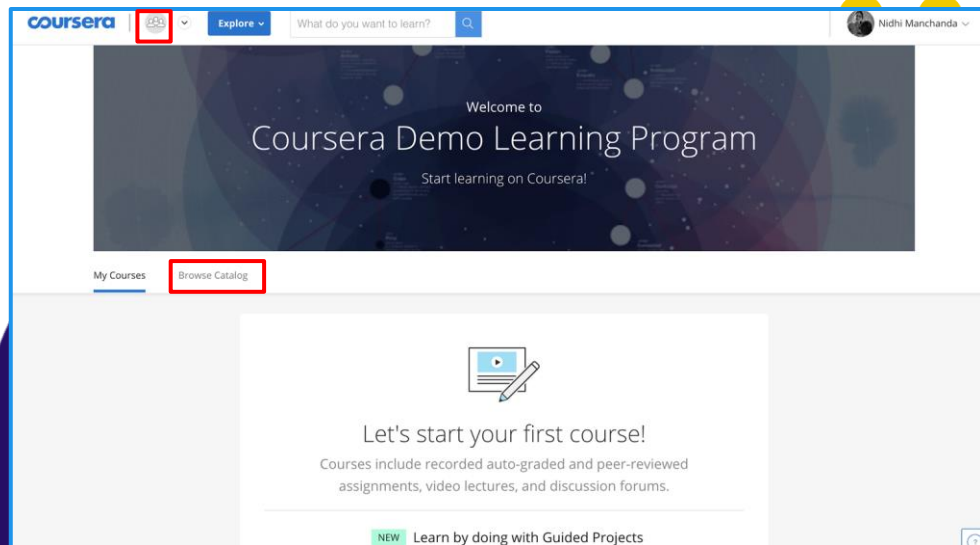 coursera
Explore
What do you want to learn?
Nidhi Manchanda
Welcome to
Coursera Demo Learning Program
Start learning on Coursera!
My Courses
Browse Catalog
Let's start your first course!
Courses include recorded auto-graded and peer-reviewed
assignments, video lectures, and discussion forums.
NEW Learn by doing with Guided Projects